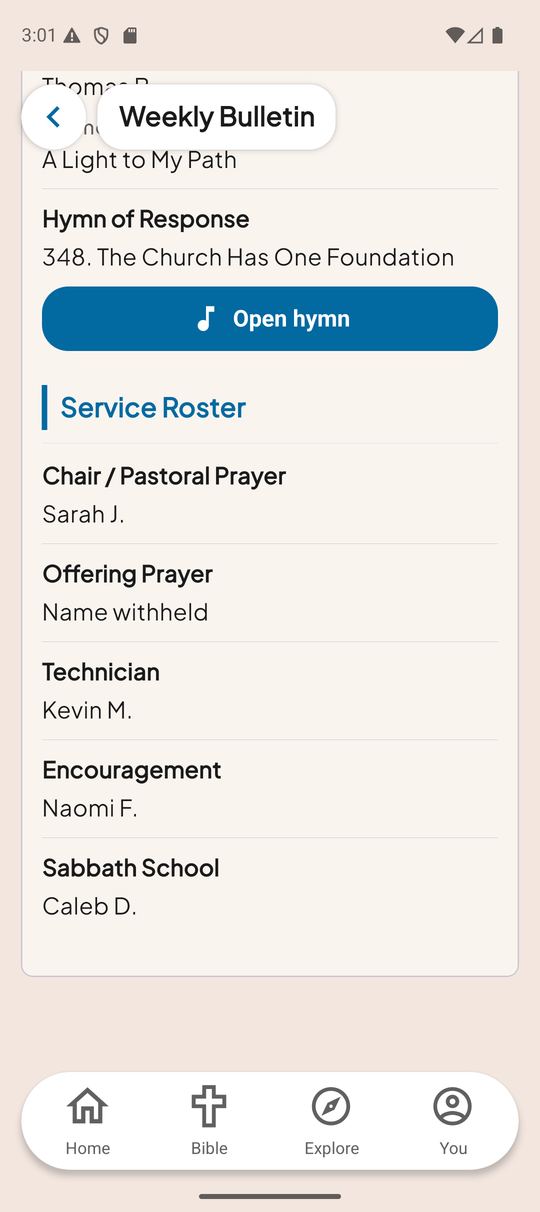 3:01
Weekly Bulletin
A Light to My Path
Hymn of Response
348. The Church Has One Foundation
Open hymn
Service Roster
Chair / Pastoral Prayer
Sarah J.
Offering Prayer
Name withheld
Technician
Kevin M.
Encouragement
Naomi F.
Sabbath School
Caleb D.
Home
Bible
Explore
You